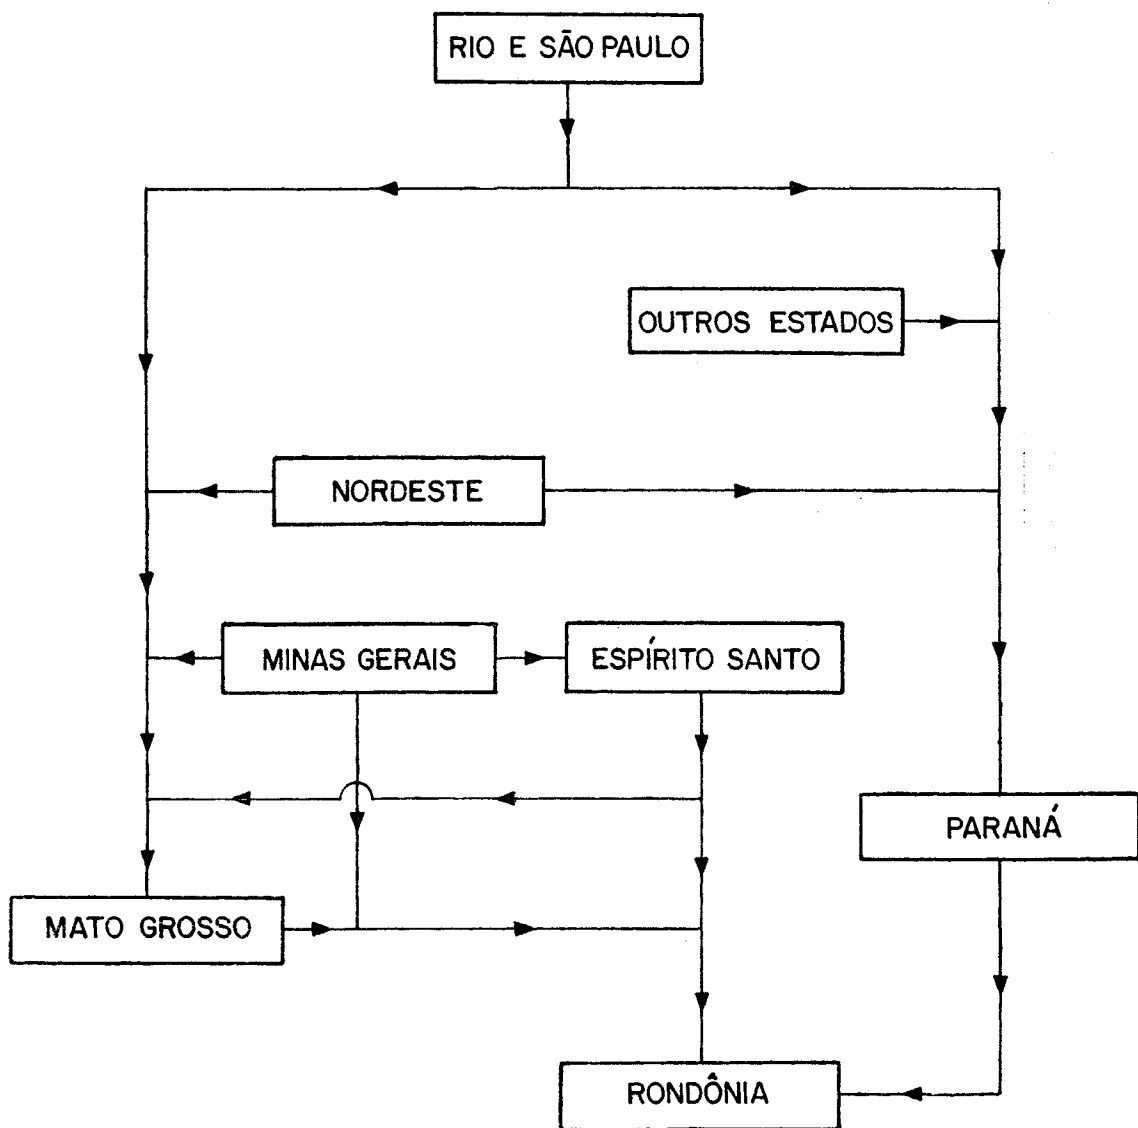 RIO E SÃO PAULO
OUTROS ESTADOS
NORDESTE
MINAS GERAIS
ESPÍRITO SANTO
PARANÁ
MATO GROSSO
RONDÔNIA